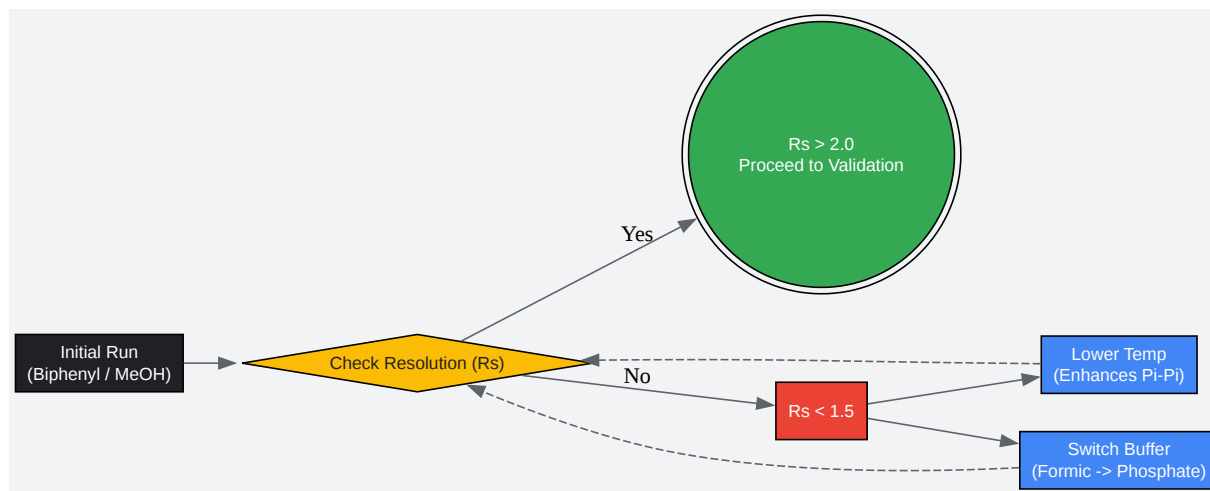 Rs > 2.0
Proceed to Validation
Yes
Initial Run
(Biphenyl / MeOH)
Check Resolution (Rs)
No
Rs < 1.5
Lower Temp
(Enhances Pi-Pi)
Switch Buffer
(Formic -> Phosphate)